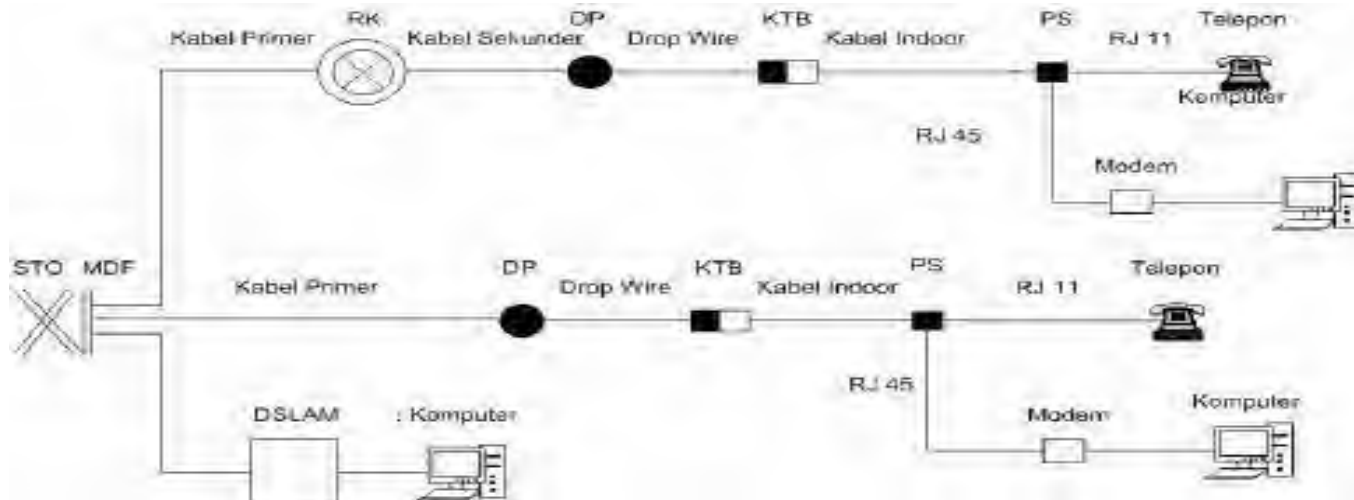 RK DP KTB PS Telepon
Kabel Primer Kabel Sekunder Drop Wire Kabel Indoor RJ 11
Komputer
RJ 45
Modem
STO MDF DP KTB PS Telepon
Kabel Primer Drop Wire Kabel Indoor RJ 11
RJ 45
DSLAM : Komputer Modem Komputer